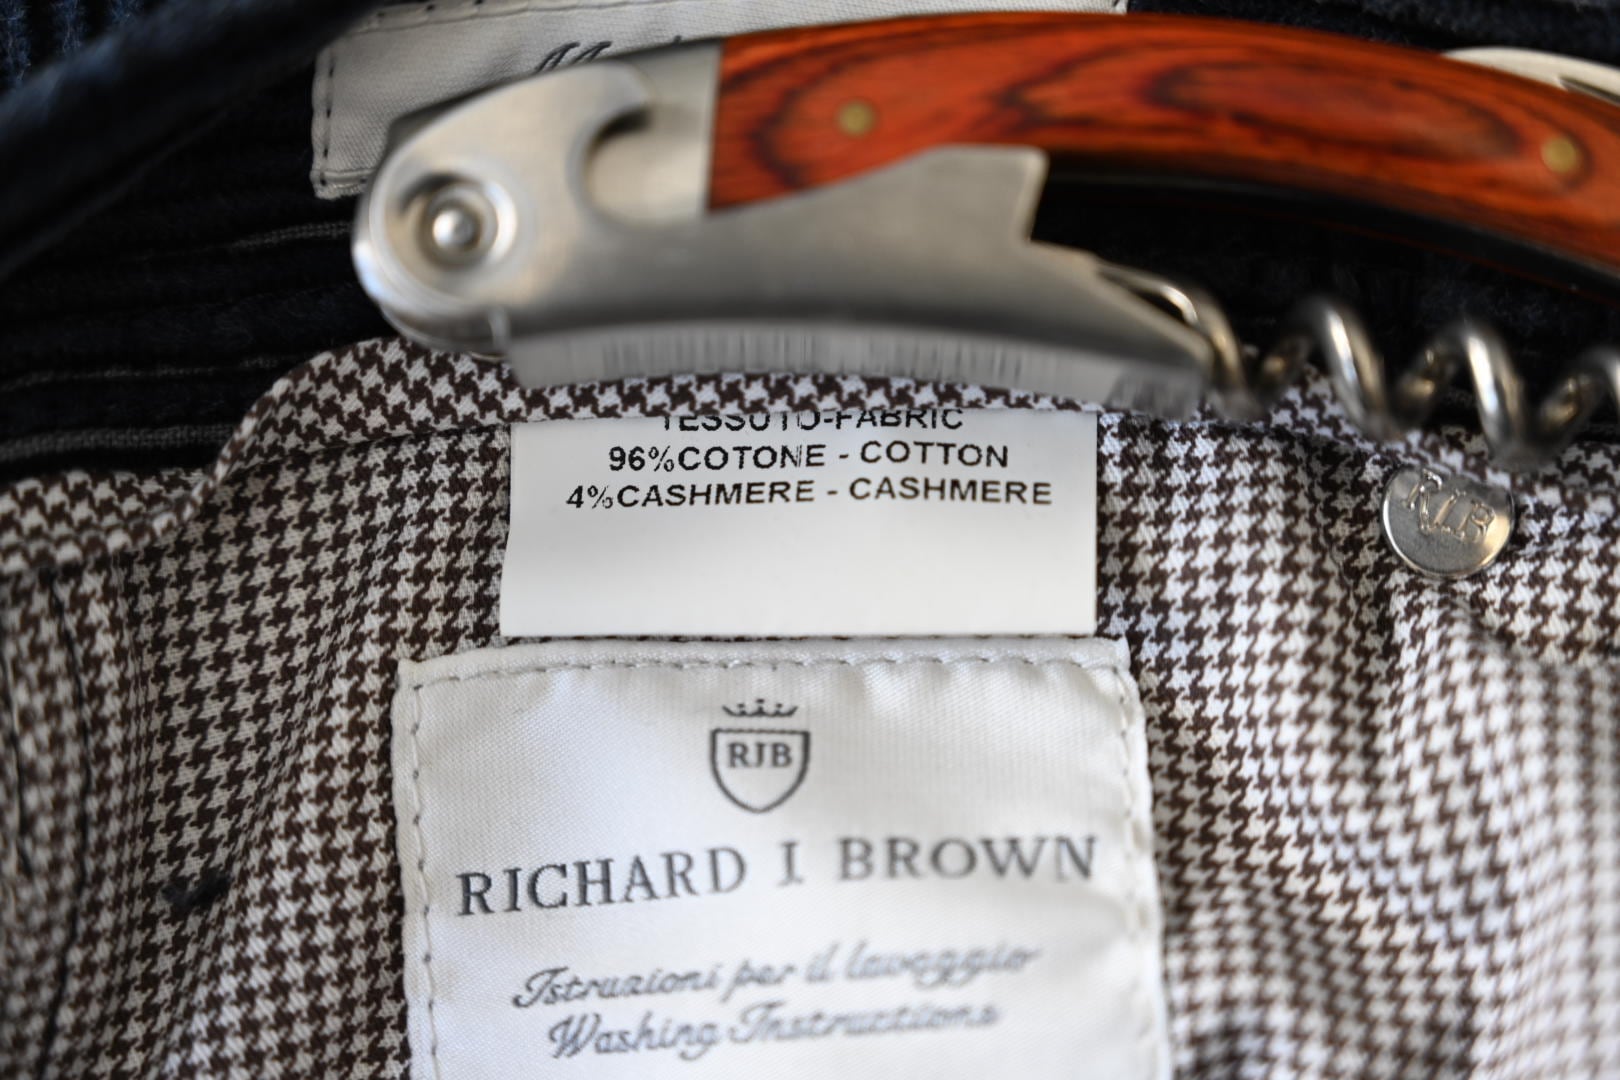 TESSUTO-FABRIC
96%COTONE - COTTON
4%CASHMERE - CASHMERE
RJB
RJB
RICHARD J BROWN
Istruzioni per il lavaggio
Washing Instructions